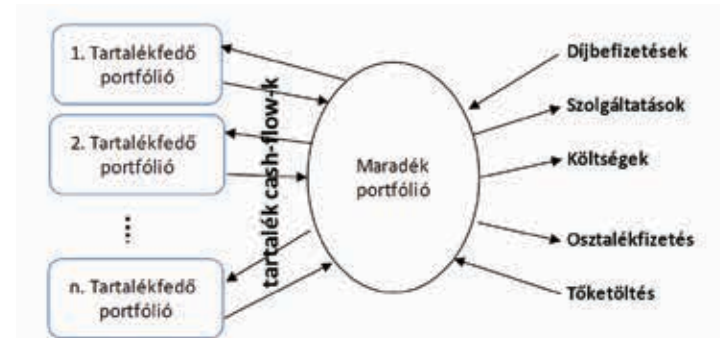 1. Tartalékfedő
portfólió
2. Tartalékfedő
portfólió
n. Tartalékfedő
portfólió
tartalék cash-flow-k
Maradék
portfólió
Díjbefizetések
Szolgáltatások
Költségek
Osztalékfizetés
Tőketöltés